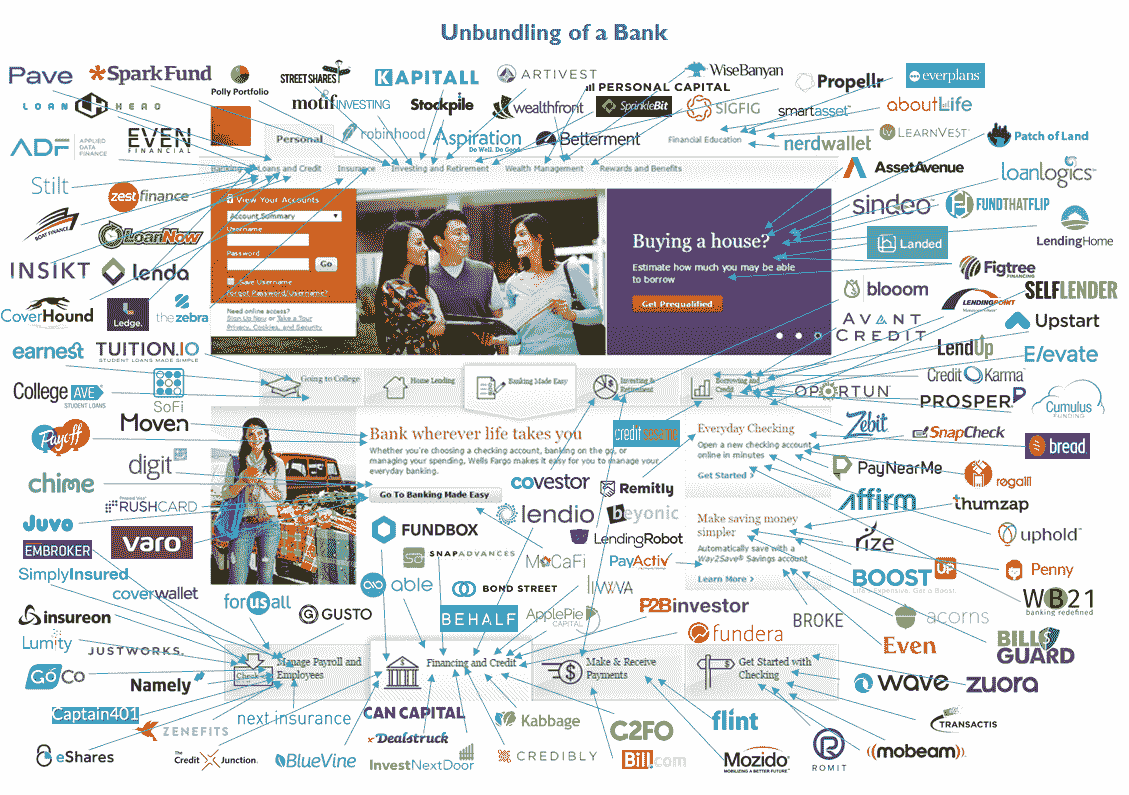 Unbundling of a Bank
Pave
SparkFund
Polly Portfolio
STREETSHARES
KAPITALL
ARTIVEST
WiseBanyan
Propellr
everplans
LOAN HERO
motif INVESTING
Stockpile
wealthfront
PERSONAL CAPITAL
SprinkleBit
SIGFIG
smartasset
aboutLife
ADF APPLIED DATA FINANCE
EVEN FINANCIAL
Personal
robinhood
Aspiration
Do Well. Do Good.
Betterment
Financial Education
nerdwallet
LEARNVEST
Patch of Land
Banking
Loans and Credit
Insurance
Investing and Retirement
Wealth Management
Rewards and Benefits
AssetAvenue
loanlogics
Stilt
zestfinance
View Your Accounts
Account Summary
Username
Password
Go
Save Username
Forgot Password/Username?
Need online access?
Sign Up Now or Take a Tour
Privacy, Cookies, and Security
BOAT FINANCE
LoanNow
INSIKT
lenda
CoverHound
Ledge.
the zebra
Buying a house?
Estimate how much you may be able
to borrow
Get Prequalified
sindeo
FUNDTHATFLIP
Landed
LendingHome
Figtree FINANCING
blooom
LENDINGPOINT
SELFLENDER
AVANT CREDIT
Upstart
LendUp
Elevate
Credit Karma
earnest
TUITION.IO
STUDENT LOANS MADE SIMPLE
Going to College
Home Lending
Banking Made Easy
Investing & Retirement
Borrowing and Credit
OPORTUN
PROSPER
Cumulus FUNDING
College AVE STUDENT LOANS
SoFi
Moven
Payoff
digit
chime
RUSHCARD
Juvo
EMBROKER
varo
Bank wherever life takes you
Whether you're choosing a checking account, banking on the go, or
managing your spending, Wells Fargo makes it easy for you to manage your
everyday banking.
Go To Banking Made Easy
credit sesame
Everyday Checking
Open a new checking account
online in minutes
Get Started
Zebit
SnapCheck
bread
PayNearMe
regalii
affirm
thumzap
covestor
Remitly
lendio
beyonic
LendingRobot
FUNDBOX
SNAPADVANCES
MoCaFi
PayActiv
Make saving money
simpler
Automatically save with a
Way2Save® Savings account
Learn More
rize
uphold
BOOST UP
Life's Expensive. Get a Boost.
Penny
WB21
banking redefined
SimplyInsured
coverwallet
forusall
GUSTO
able
BOND STREET
BEHALF
ApplePie CAPITAL
P2Binvestor
BROKE
acorns
fundera
Even
BILLGUARD
insureon
Lumity
JUSTWORKS.
GoCo
Namely
Manage Payroll and
Employees
Financing and Credit
Make & Receive
Payments
Get Started with
Checking
wave
zuora
Captain401
ZENEFITS
next insurance
CAN CAPITAL
Dealstruck
Kabbage
C2FO
flint
TRANSACTIS
eShares
The Credit Junction
BlueVine
InvestNextDoor
CREDIBLY
Bill.com
Mozido
MOBILIZING A BETTER FUTURE
ROMIT
mobeam